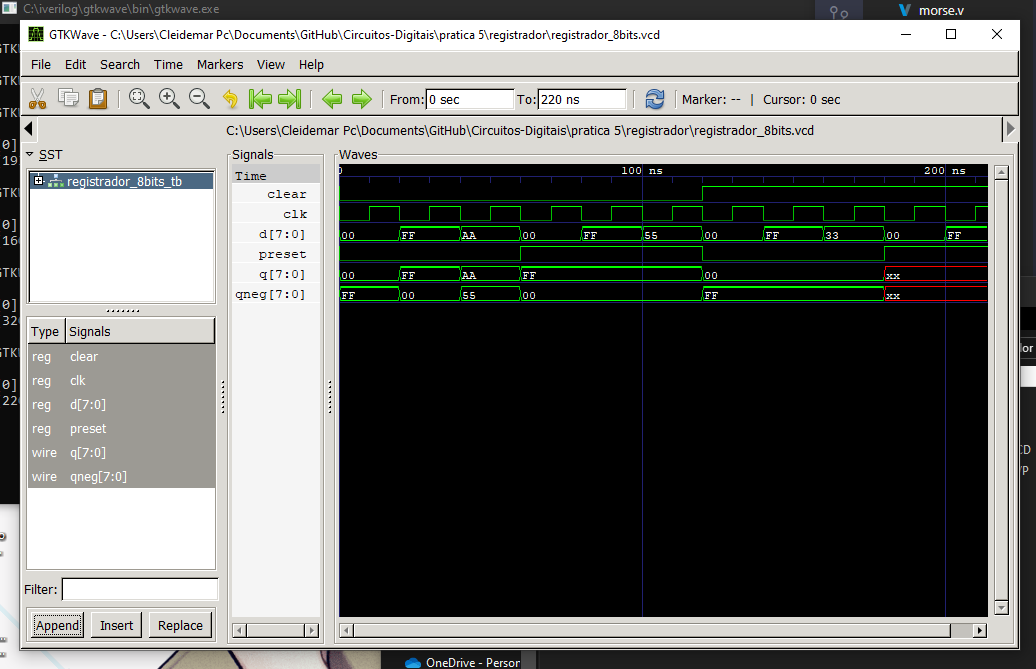 C:\iverilog\gtkwave\bin\gtkwave.exe
morse.v
GTKWave - C:\Users\Cleidemar Pc\Documents\GitHub\Circuitos-Digitais\pratica 5\registrador\registrador_8bits.vcd
File Edit Search Time Markers View Help
From: 0 sec To: 220 ns Marker: -- | Cursor: 0 sec
C:\Users\Cleidemar Pc\Documents\GitHub\Circuitos-Digitais\pratica 5\registrador\registrador_8bits.vcd
SST
registrador_8bits_tb
Type Signals
reg clear
reg clk
reg d[7:0]
reg preset
wire q[7:0]
wire qneg[7:0]
Filter:
Append Insert Replace
Signals
Time
clear
clk
d[7:0]
preset
q[7:0]
qneg[7:0]
Waves
0 100 ns 200 ns
00 FF AA 00 FF 55 00 FF 33 00 FF
00 FF AA FF 00 xx
FF 00 55 00 FF xx
OneDrive - Person